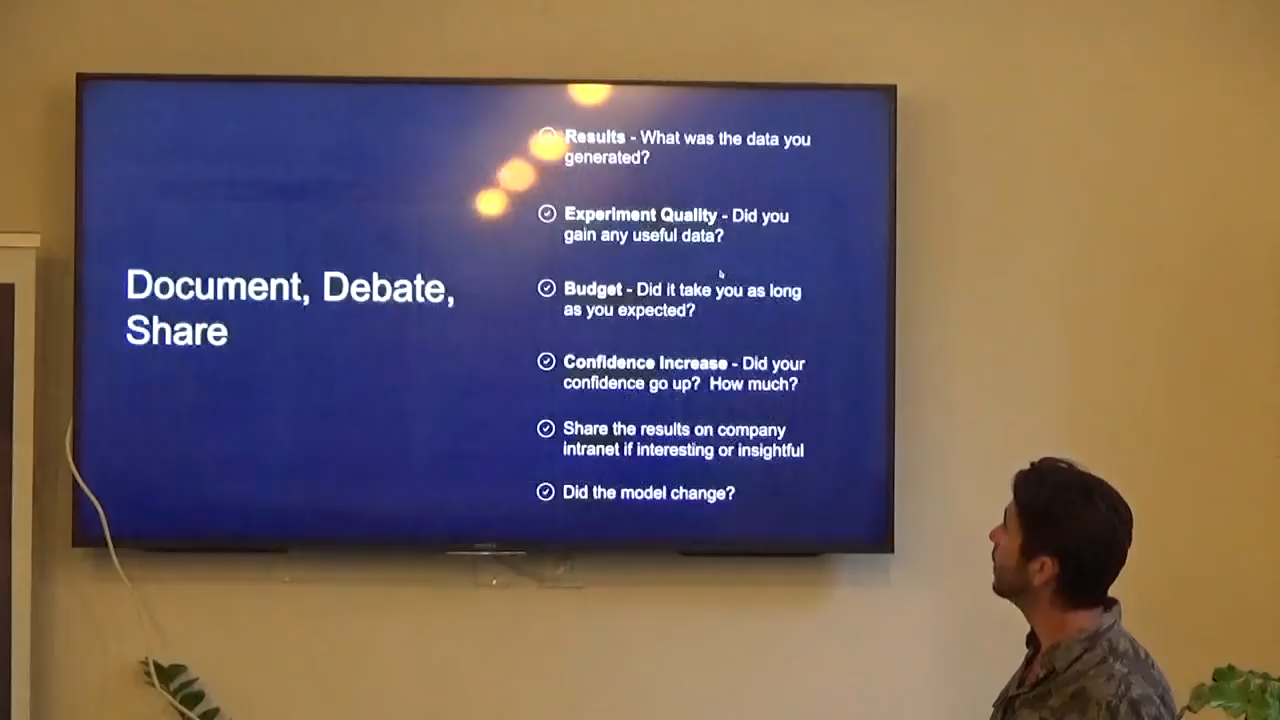 Document, Debate,
Share
Results - What was the data you
generated?
Experiment Quality - Did you
gain any useful data?
Budget - Did it take you as long
as you expected?
Confidence Increase - Did your
confidence go up?  How much?
Share the results on company
intranet if interesting or insightful
Did the model change?